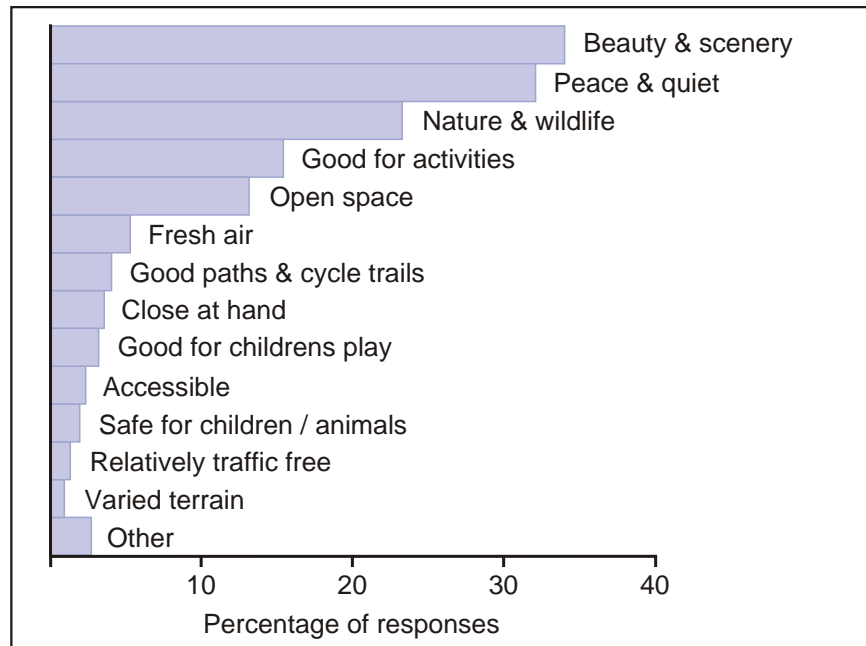 Beauty & scenery
Peace & quiet
Nature & wildlife
Good for activities
Open space
Fresh air
Good paths & cycle trails
Close at hand
Good for childrens play
Accessible
Safe for children / animals
Relatively traffic free
Varied terrain
Other
10 20 30 40
Percentage of responses